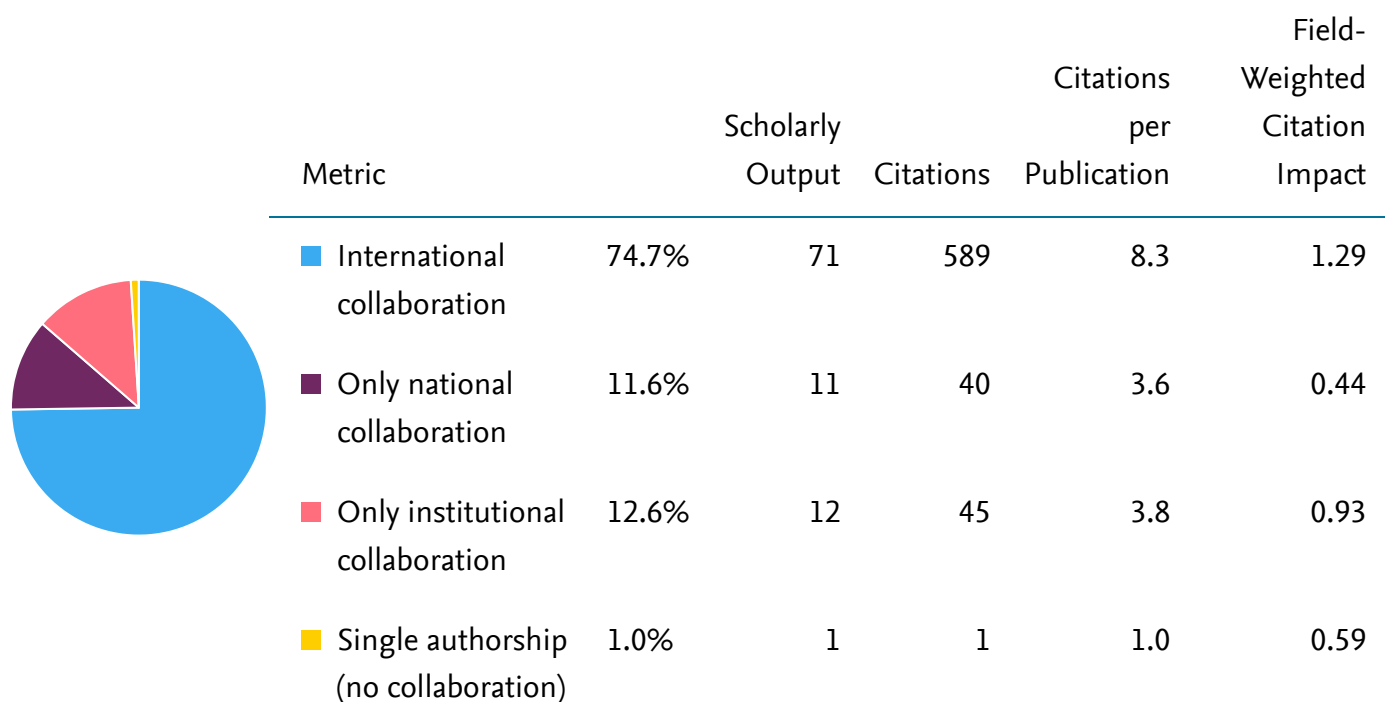 Field-
Citations Weighted
Scholarly per Citation
Metric Output Citations Publication Impact
International 74.7% 71 589 8.3 1.29
collaboration
Only national 11.6% 11 40 3.6 0.44
collaboration
Only institutional 12.6% 12 45 3.8 0.93
collaboration
Single authorship 1.0% 1 1 1.0 0.59
(no collaboration)